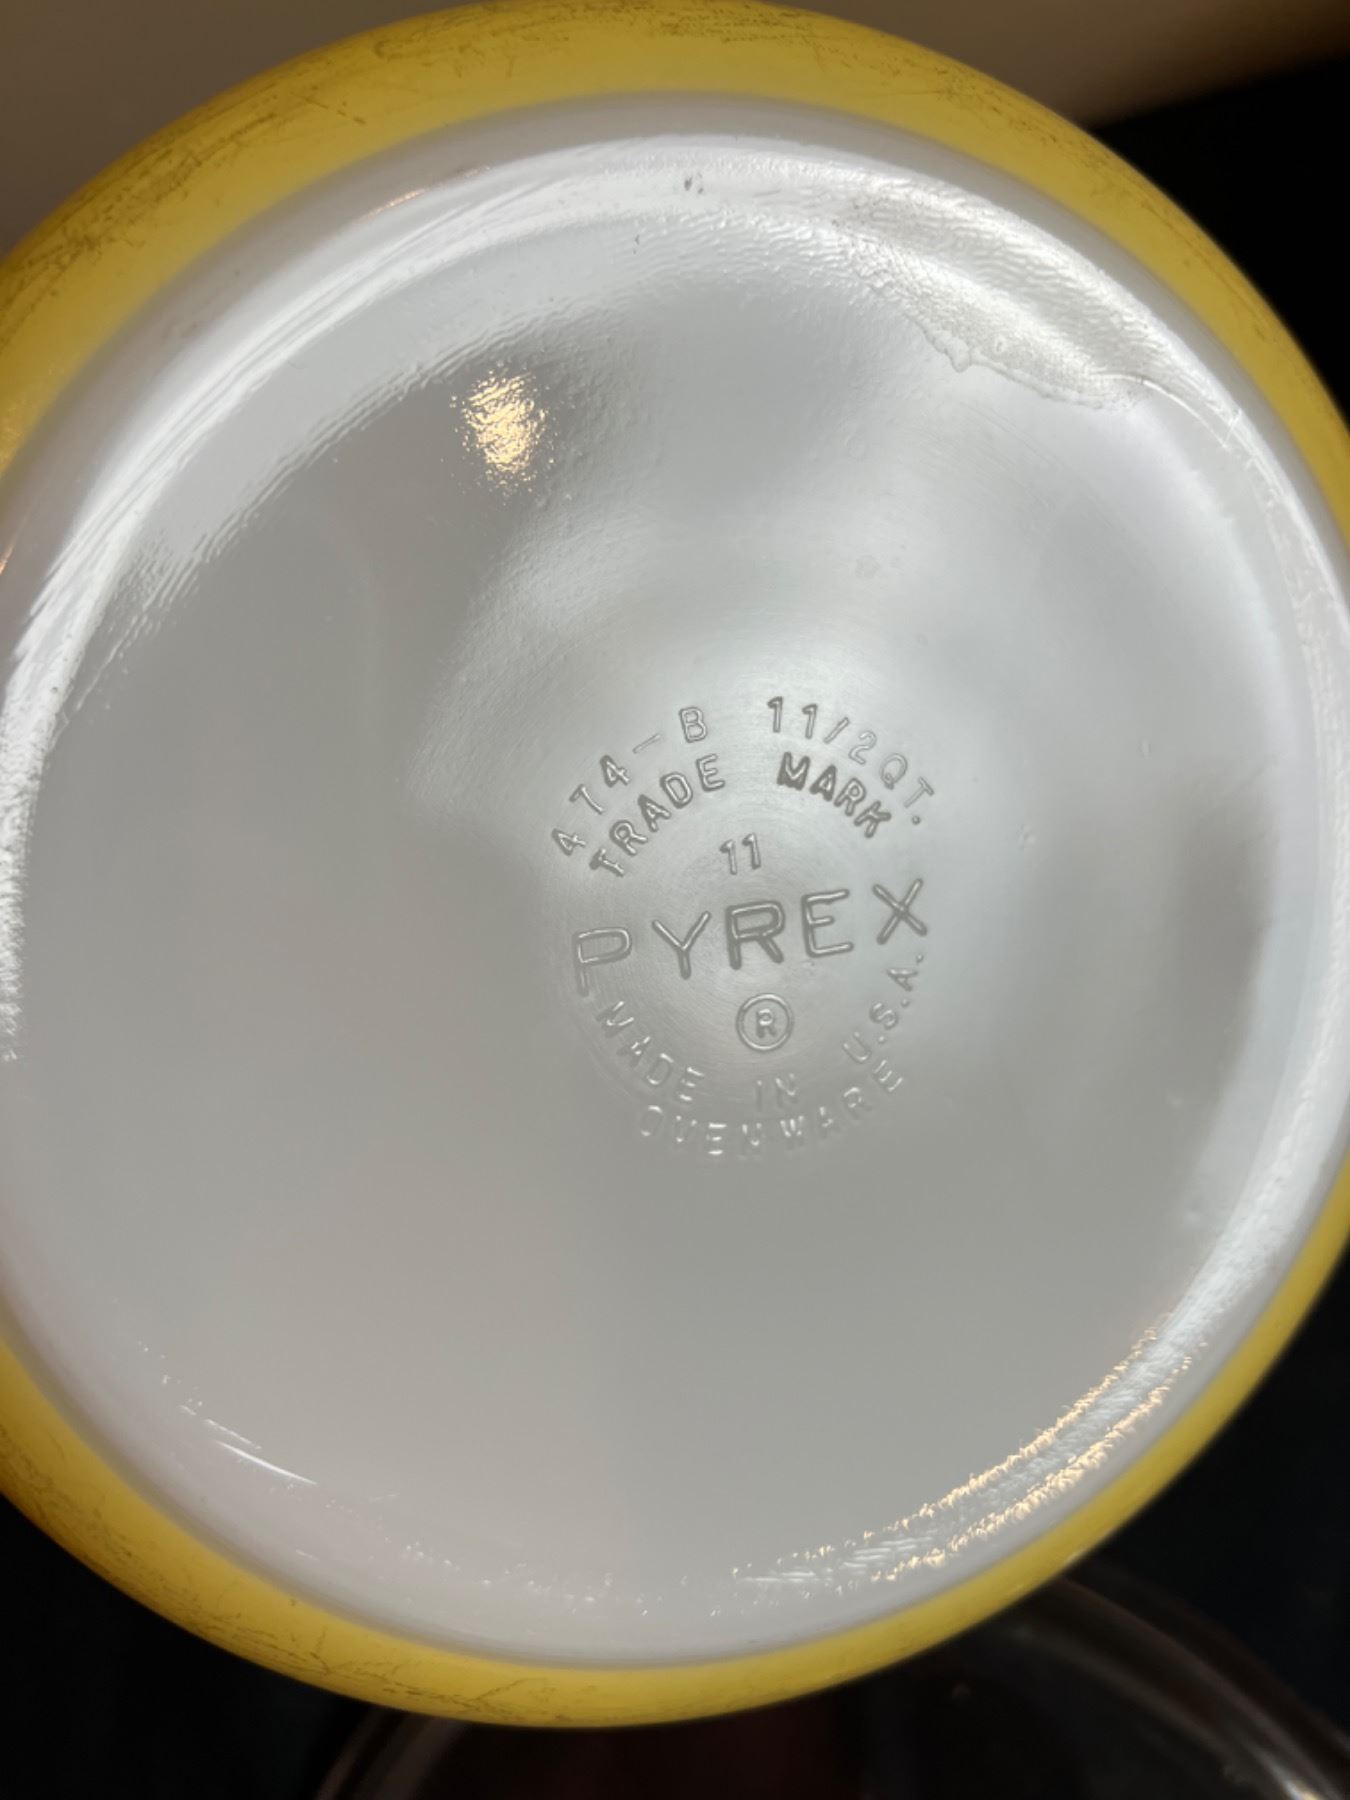 474-B 11/2QT.
TRADE MARK
11
PYREX
®
MADE IN U.S.A.
OVENWARE